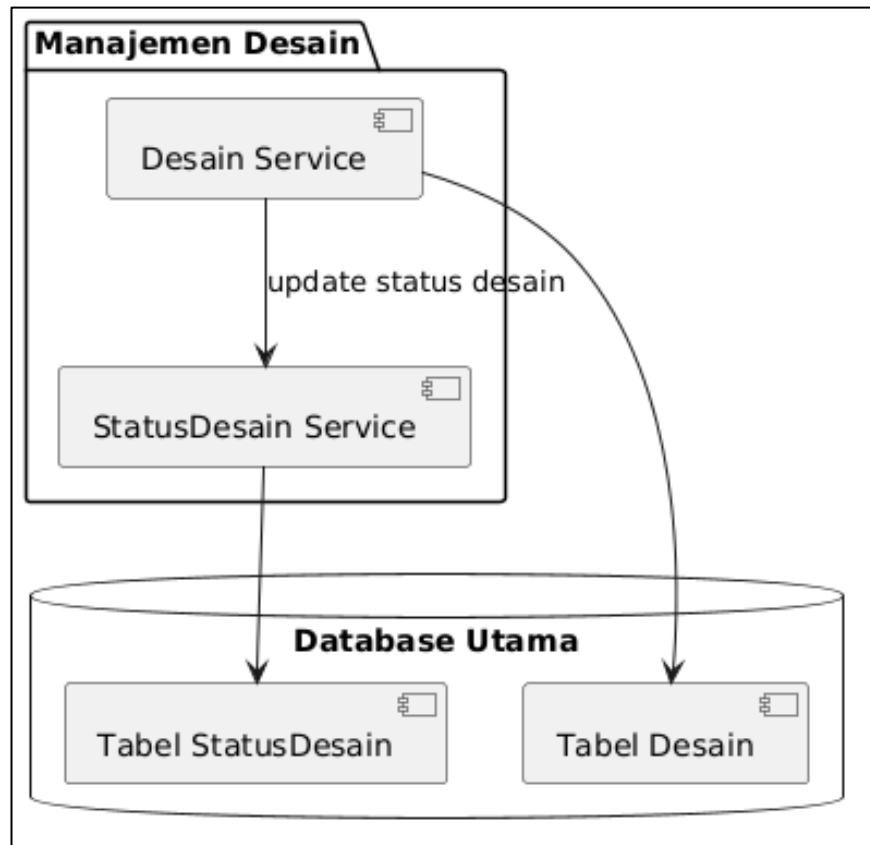 Manajemen Desain
Desain Service
update status desain
StatusDesain Service
Database Utama
Tabel StatusDesain
Tabel Desain